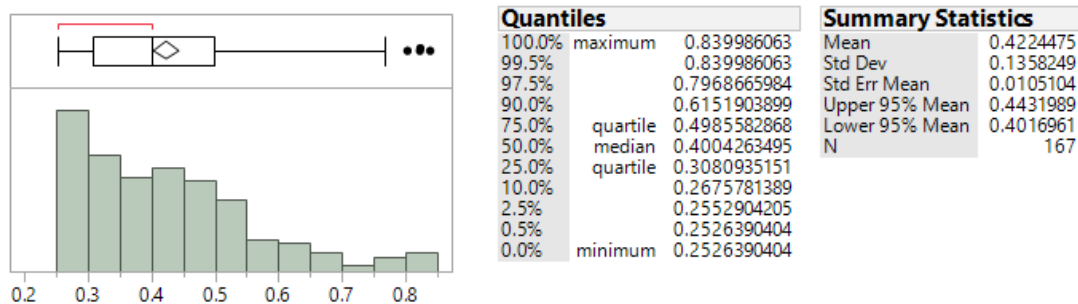 Quantiles
100.0% maximum 0.839986063
99.5% 0.839986063
97.5% 0.7968665984
90.0% 0.6151903899
75.0% quartile 0.4985582868
50.0% median 0.4004263495
25.0% quartile 0.3080935151
10.0% 0.2675781389
2.5% 0.2552904205
0.5% 0.2526390404
0.0% minimum 0.2526390404
Summary Statistics
Mean 0.4224475
Std Dev 0.1358249
Std Err Mean 0.0105104
Upper 95% Mean 0.4431989
Lower 95% Mean 0.4016961
N 167
0.2 0.3 0.4 0.5 0.6 0.7 0.8